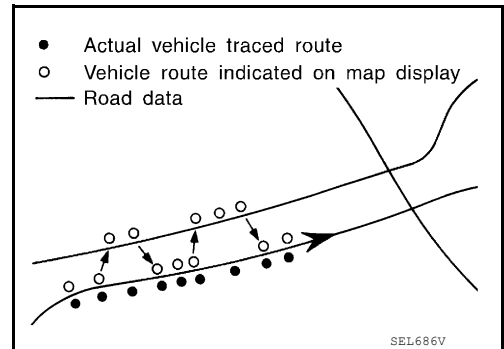 Actual vehicle traced route
Vehicle route indicated on map display
Road data
SEL686V